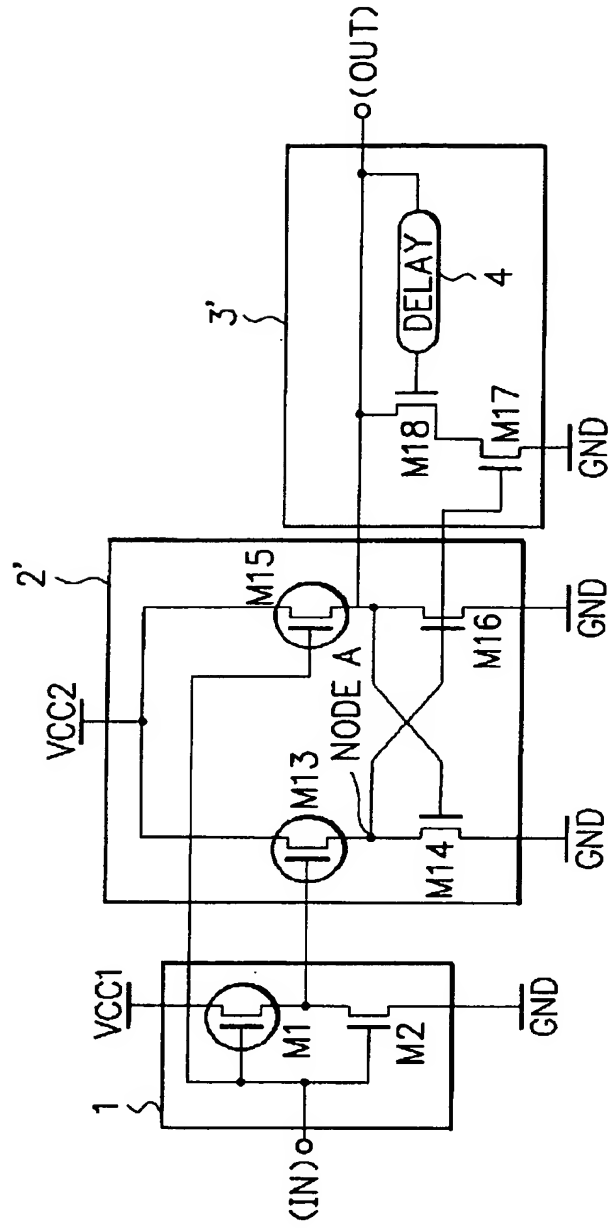 1
2'
3'
VCC1
VCC2
M1
M2
M13
M15
NODE A
M14
M16
M18
M17
DELAY
4
(IN)
(OUT)
GND
GND
GND
GND